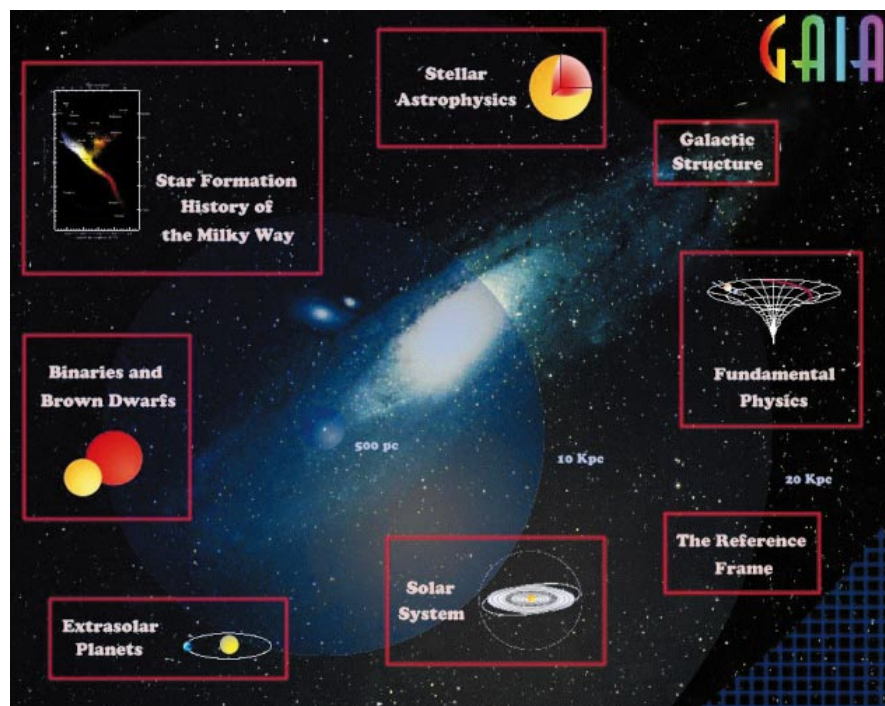 GAIA
Stellar
Astrophysics
Galactic
Structure
Star Formation
History of
the Milky Way
Fundamental
Physics
Binaries and
Brown Dwarfs
500 pc
10 Kpc
20 Kpc
The Reference
Frame
Solar
System
Extrasolar
Planets